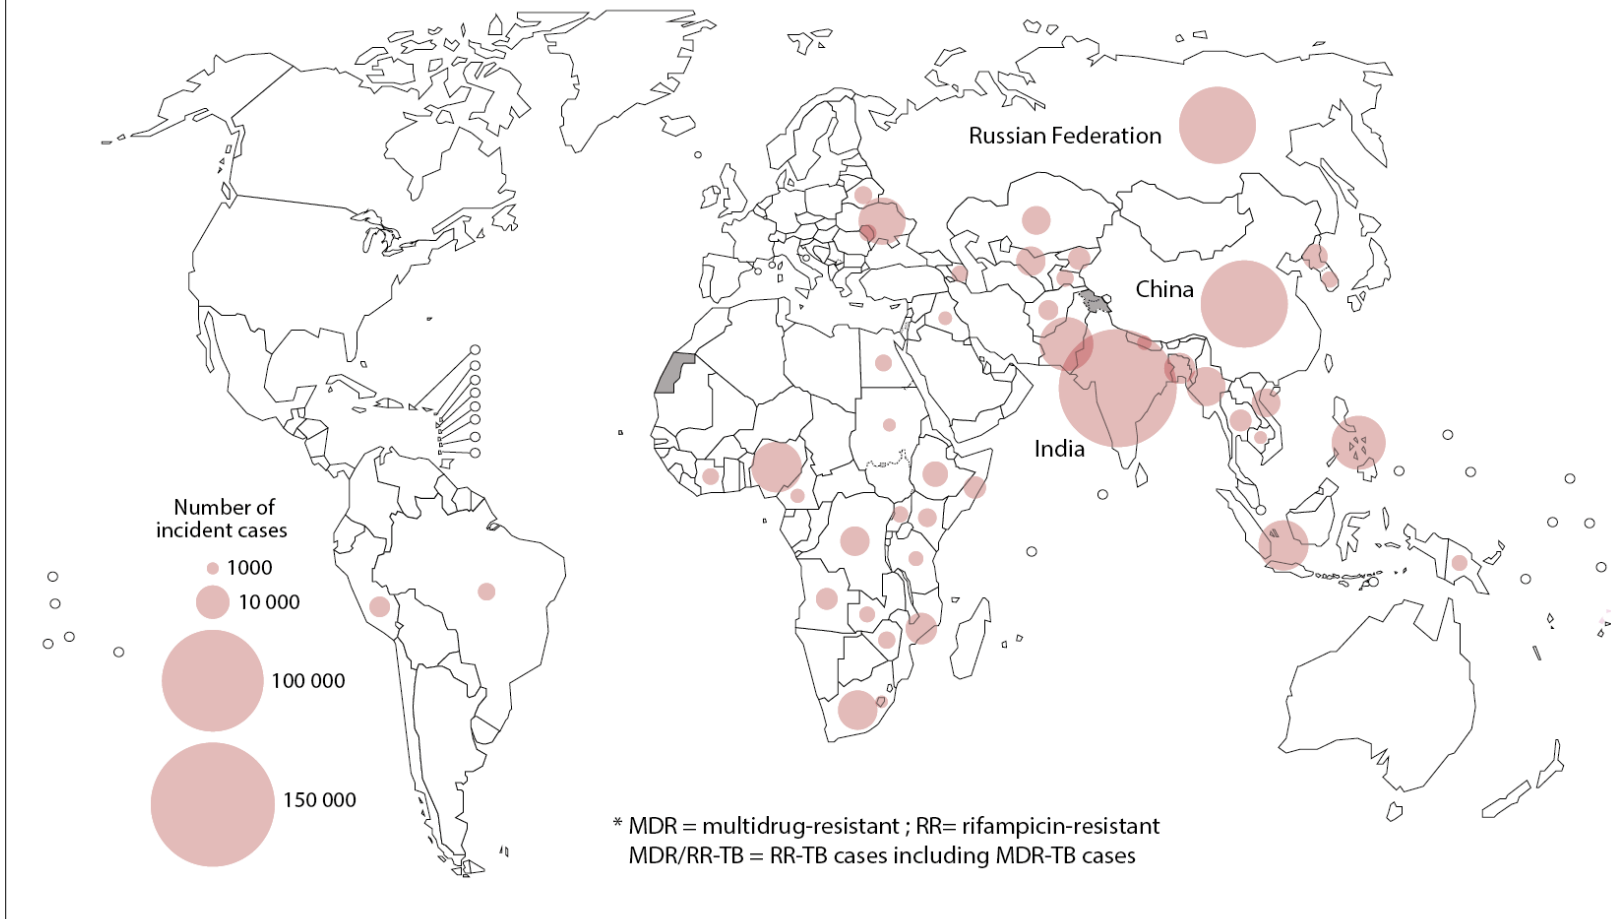 Russian Federation
China
India
Number of
incident cases
1000
10 000
100 000
150 000
* MDR = multidrug-resistant ; RR= rifampicin-resistant
MDR/RR-TB = RR-TB cases including MDR-TB cases